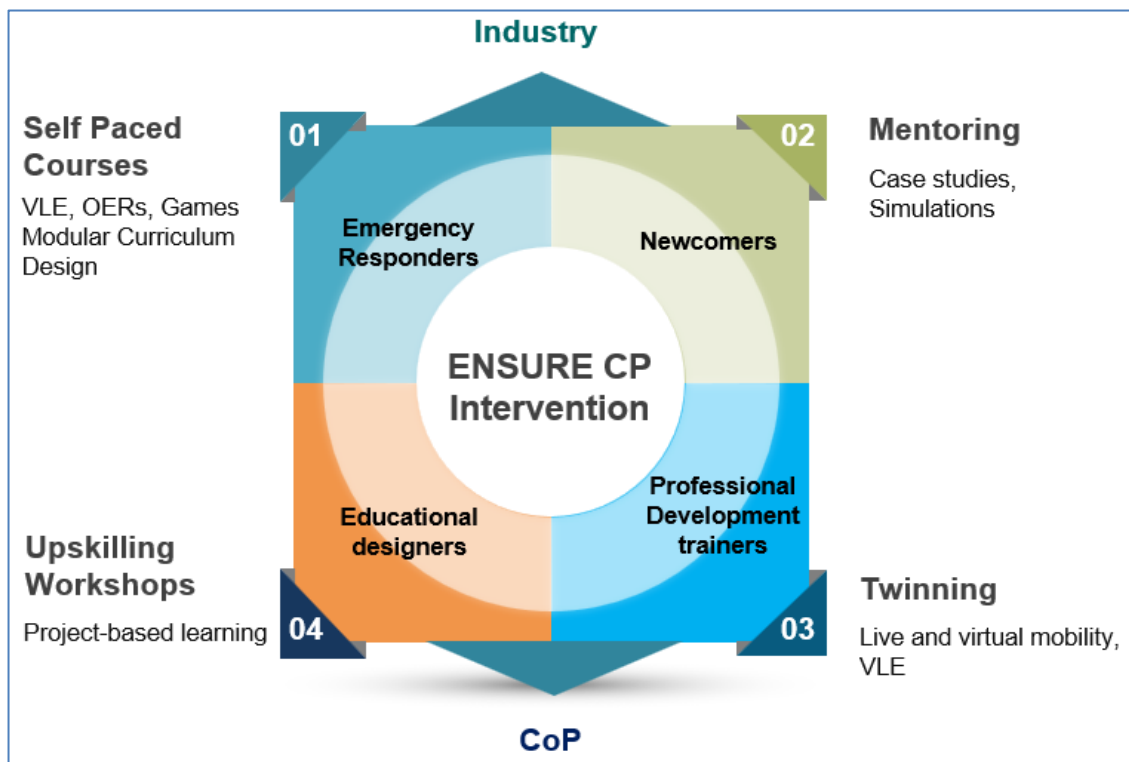 Industry
Self Paced
Courses
VLE, OERs, Games
Modular Curriculum
Design
01
02
Mentoring
Case studies,
Simulations
Emergency
Responders
Newcomers
ENSURE CP
Intervention
Educational
designers
Professional
Development
trainers
Upskilling
Workshops
Project-based learning
04
03
Twinning
Live and virtual mobility,
VLE
CoP